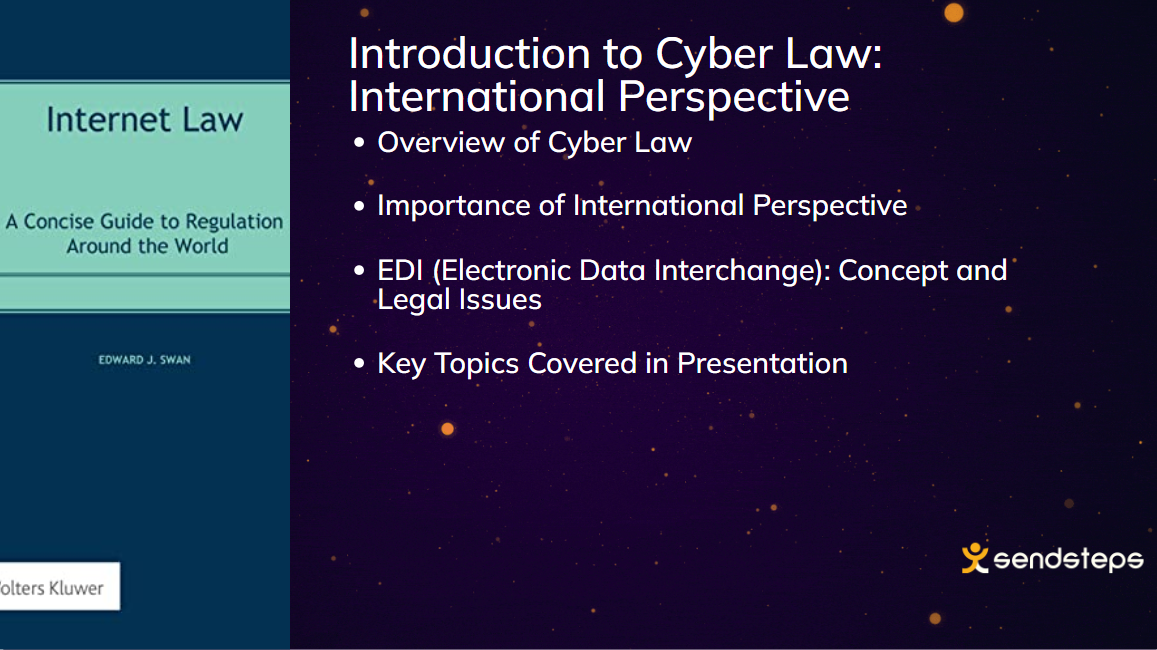 Internet Law
A Concise Guide to Regulation
Around the World
EDWARD J. SWAN
olters Kluwer
Introduction to Cyber Law:
International Perspective
• Overview of Cyber Law
• Importance of International Perspective
• EDI (Electronic Data Interchange): Concept and
Legal Issues
• Key Topics Covered in Presentation
sendsteps